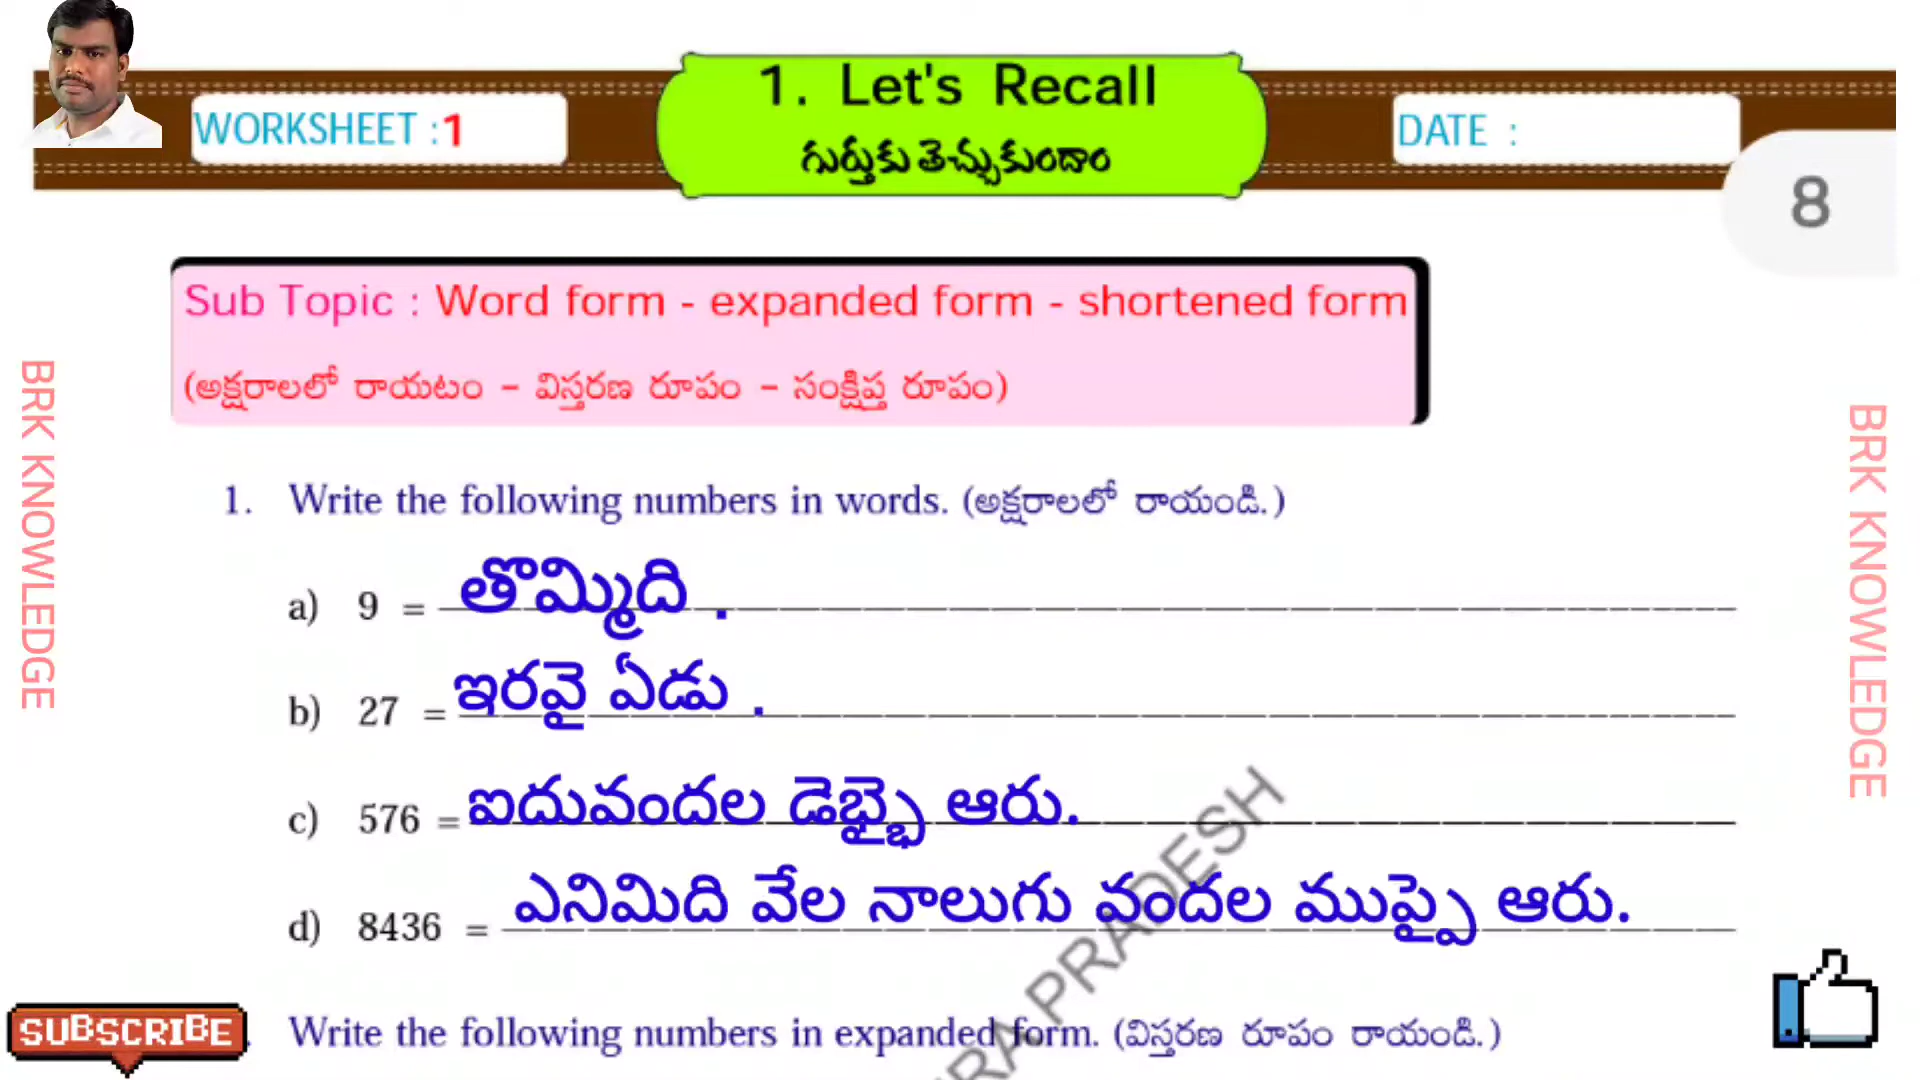 1. Let's Recall
గుర్తుకు తెచ్చుకుందాం
WORKSHEET :1
DATE :
8
Sub Topic : Word form - expanded form - shortened form
(అక్షరాలలో రాయటం - విస్తరణ రూపం - సంక్షిప్త రూపం)
BRK KNOWLEDGE
BRK KNOWLEDGE
1. Write the following numbers in words. (అక్షరాలలో రాయండి.)
a) 9 = తొమ్మిది .
b) 27 = ఇరవై ఏడు .
c) 576 = ఐదువందల డెబ్భై ఆరు.
d) 8436 = ఎనిమిది వేల నాలుగు వందల ముప్పై ఆరు.
RA PRADESH
SUBSCRIBE
Write the following numbers in expanded form. (విస్తరణ రూపం రాయండి.)